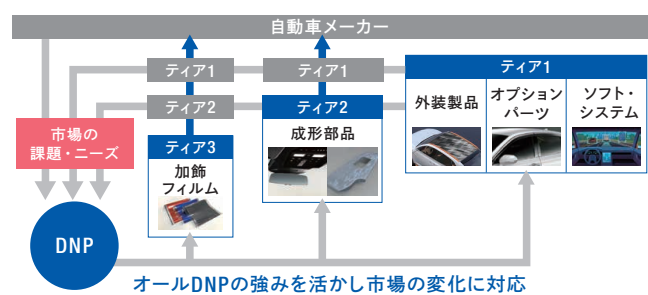 自動車メーカー
ティア1
ティア1
ティア1
ティア2
ティア2
外装製品
オプション
パーツ
ソフト・
システム
市場の
課題・ニーズ
ティア3
加飾
フィルム
成形部品
DNP
オールDNPの強みを活かし市場の変化に対応